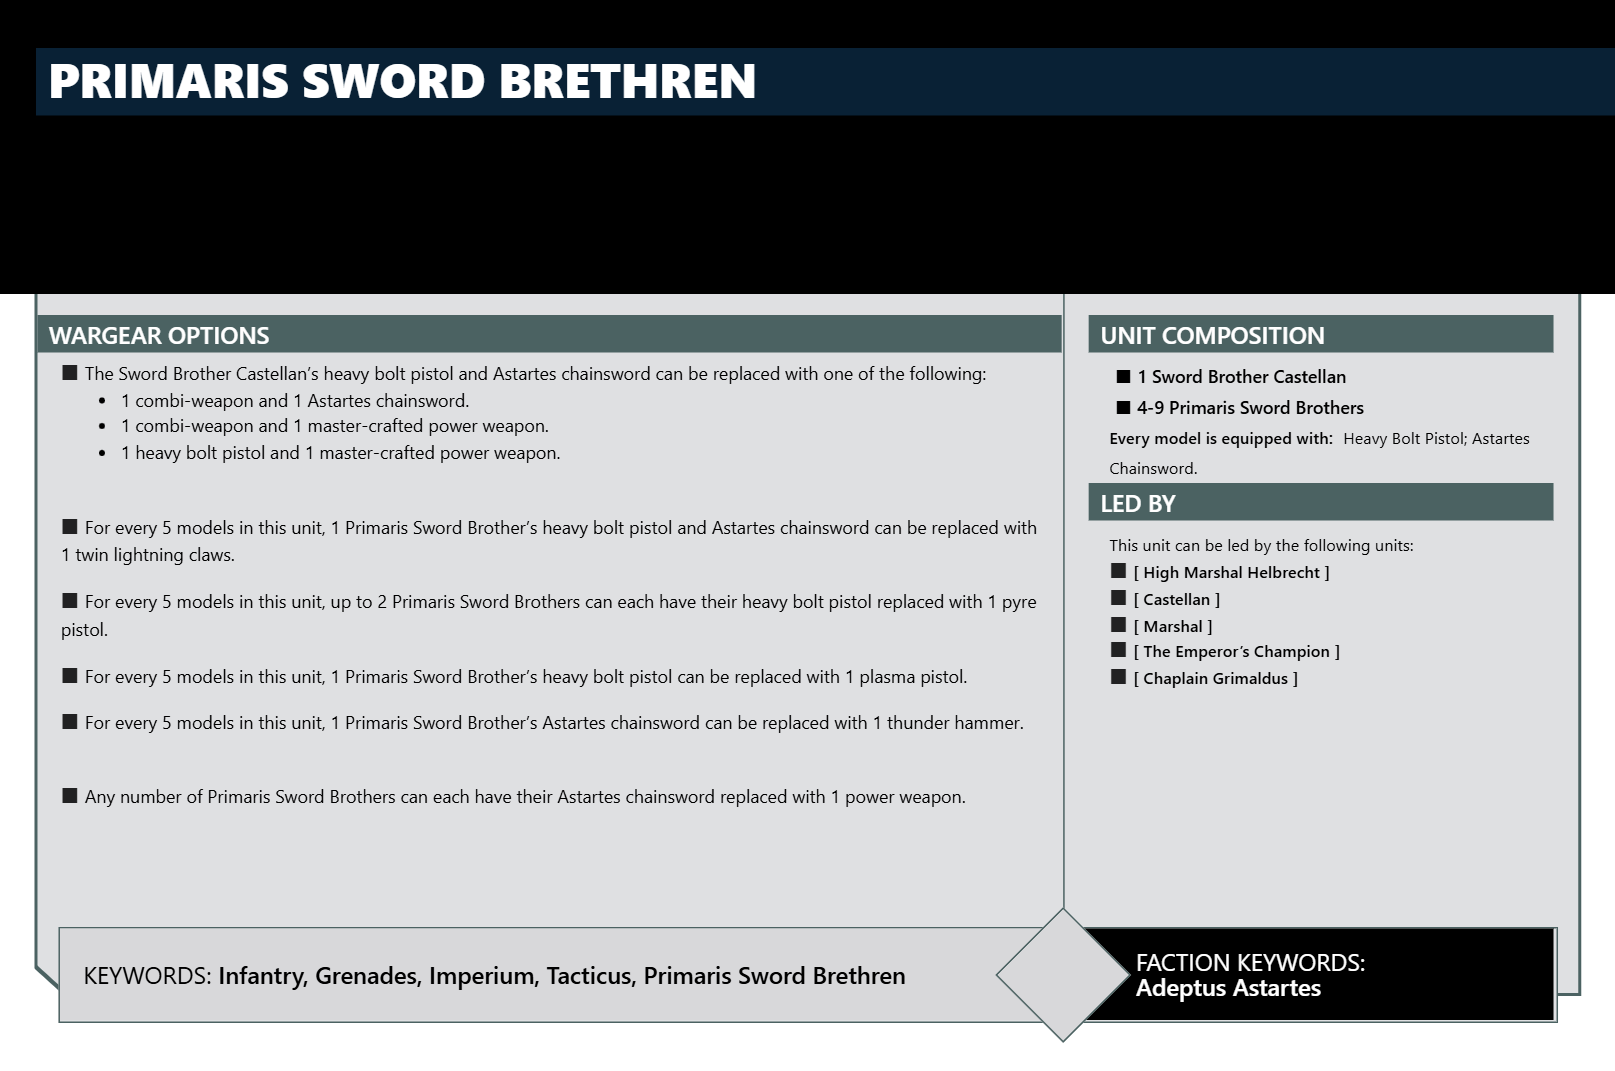 PRIMARIS SWORD BRETHREN
WARGEAR OPTIONS
■ The Sword Brother Castellan’s heavy bolt pistol and Astartes chainsword can be replaced with one of the following:
• 1 combi-weapon and 1 Astartes chainsword.
• 1 combi-weapon and 1 master-crafted power weapon.
• 1 heavy bolt pistol and 1 master-crafted power weapon.
■ For every 5 models in this unit, 1 Primaris Sword Brother’s heavy bolt pistol and Astartes chainsword can be replaced with
1 twin lightning claws.
■ For every 5 models in this unit, up to 2 Primaris Sword Brothers can each have their heavy bolt pistol replaced with 1 pyre
pistol.
■ For every 5 models in this unit, 1 Primaris Sword Brother’s heavy bolt pistol can be replaced with 1 plasma pistol.
■ For every 5 models in this unit, 1 Primaris Sword Brother’s Astartes chainsword can be replaced with 1 thunder hammer.
■ Any number of Primaris Sword Brothers can each have their Astartes chainsword replaced with 1 power weapon.
UNIT COMPOSITION
■ 1 Sword Brother Castellan
■ 4-9 Primaris Sword Brothers
Every model is equipped with: Heavy Bolt Pistol; Astartes
Chainsword.
LED BY
This unit can be led by the following units:
■ [ High Marshal Helbrecht ]
■ [ Castellan ]
■ [ Marshal ]
■ [ The Emperor’s Champion ]
■ [ Chaplain Grimaldus ]
KEYWORDS: Infantry, Grenades, Imperium, Tacticus, Primaris Sword Brethren
FACTION KEYWORDS:
Adeptus Astartes